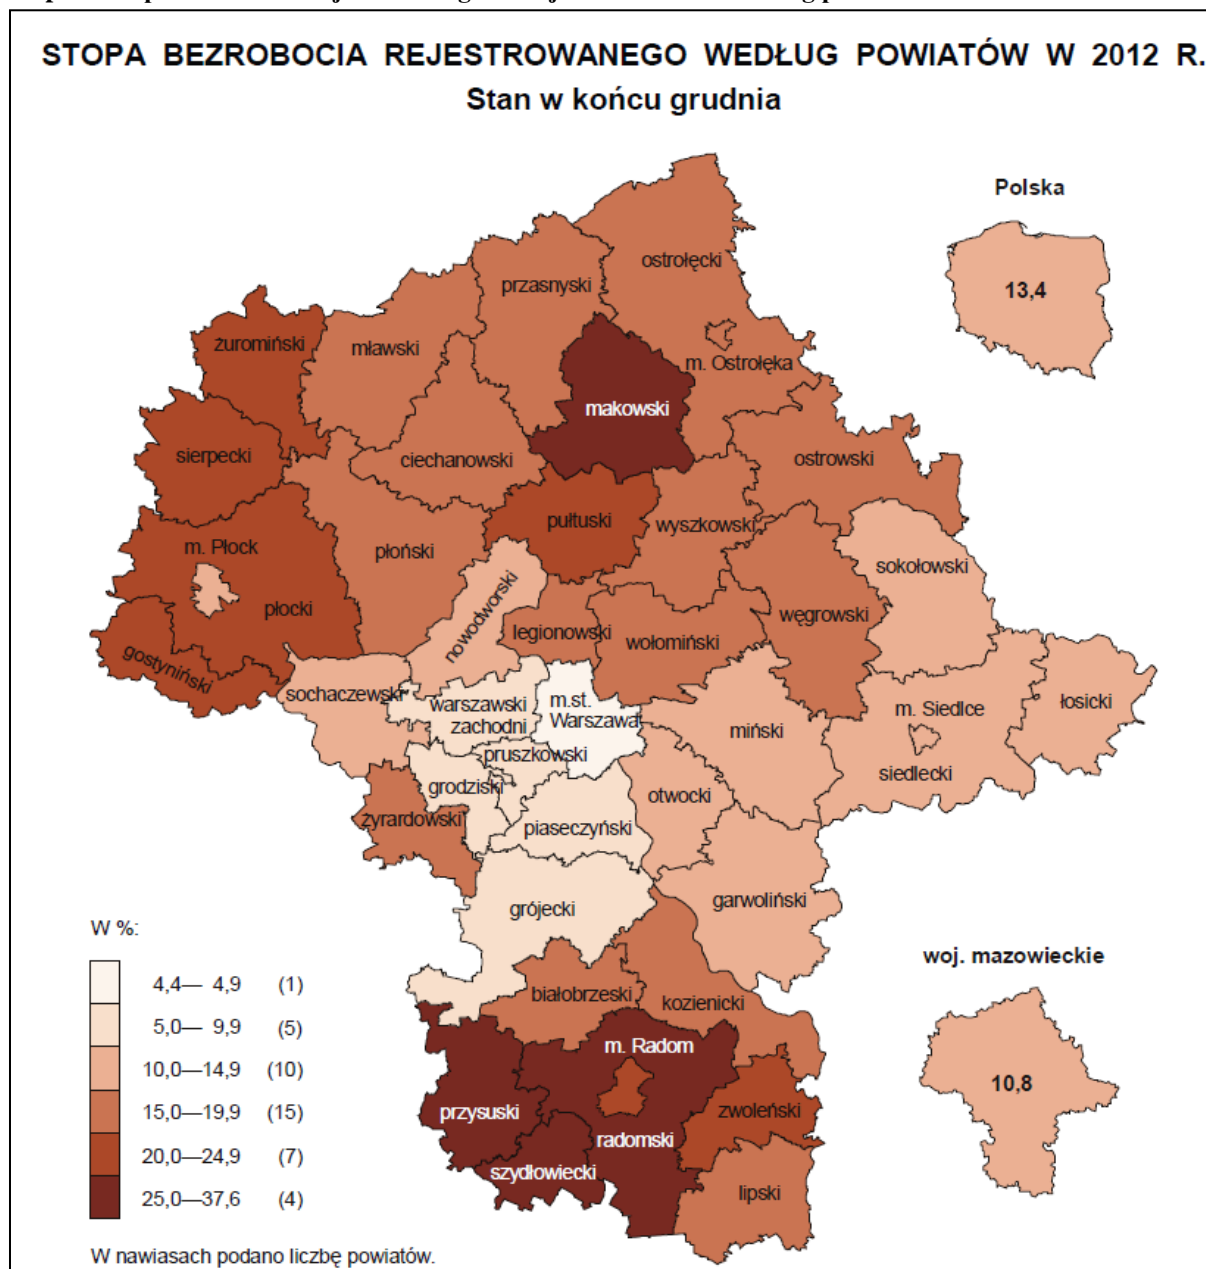 STOPA BEZROBOCIA REJESTROWANEGO WEDŁUG POWIATÓW W 2012 R.
Stan w końcu grudnia
Polska
13,4
ostrołęcki
przasnyski
żuromiński
mławski
m. Ostrołęka
makowski
sierpecki
ciechanowski
ostrowski
pułtuski
wyszkowski
m. Płock
płoński
sokołowski
płocki
nowodworski
legionowski
wołomiński
węgrowski
gostyniński
sochaczewski
warszawski
zachodni
m.st.
Warszawa
miński
m. Siedlce
łosicki
siedlecki
pruszkowski
grodziski
otwocki
żyrardowski
piaseczyński
grójecki
garwoliński
białobrzeski
kozienicki
m. Radom
przysuski
radomski
zwoleński
szydłowiecki
lipski
woj. mazowieckie
10,8
W %:
4,4— 4,9 (1)
5,0— 9,9 (5)
10,0—14,9 (10)
15,0—19,9 (15)
20,0—24,9 (7)
25,0—37,6 (4)
W nawiasach podano liczbę powiatów.